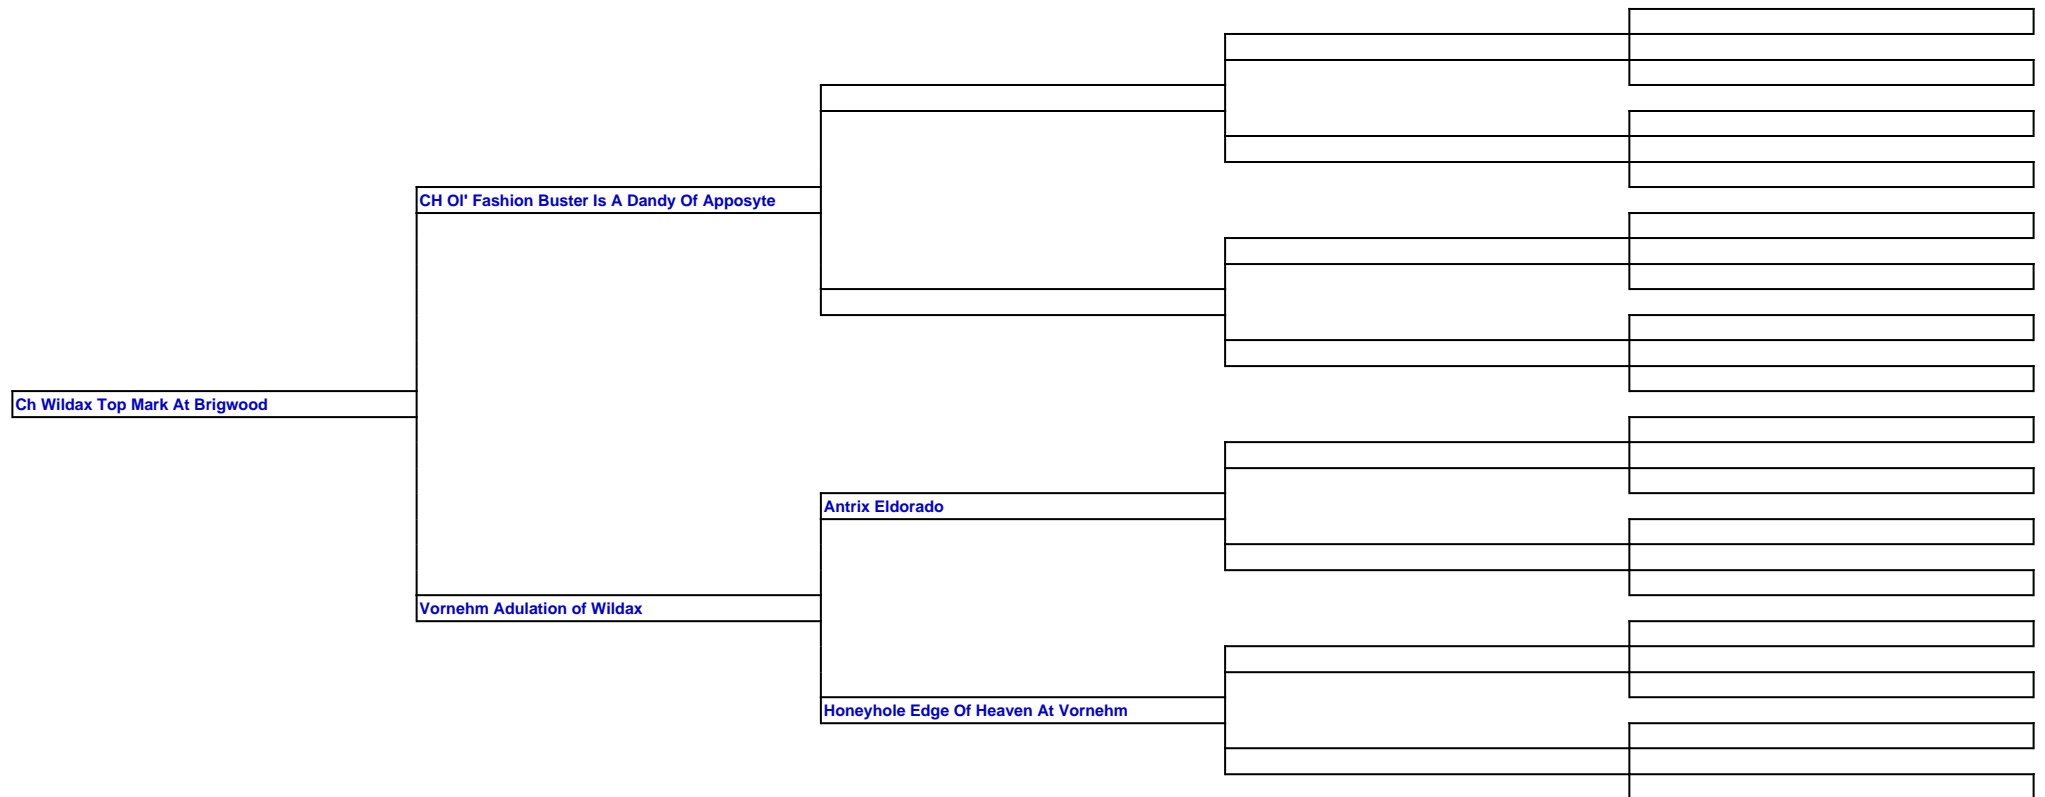 CH Ol' Fashion Buster Is A Dandy Of Apposyte
Ch Wildax Top Mark At Brigwood
Antrix Eldorado
Vornehm Adulation of Wildax
Honeyhole Edge Of Heaven At Vornehm